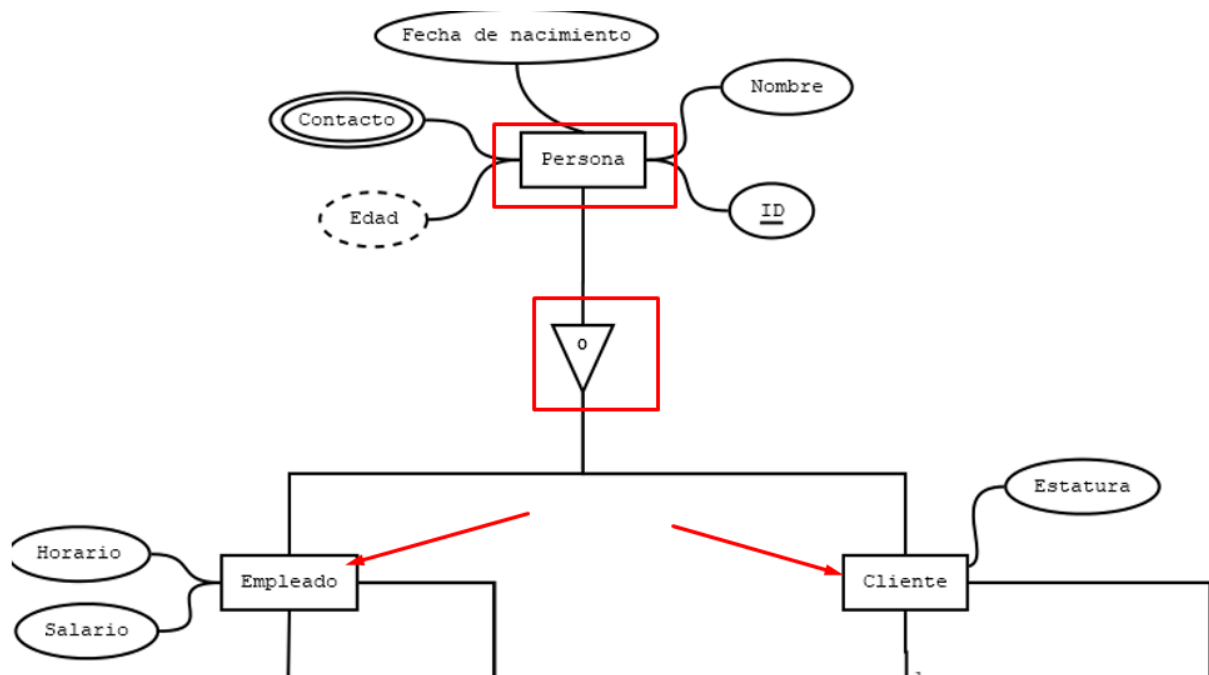 Fecha de nacimiento
Nombre
Contacto
Persona
Edad
ID
o
Estatura
Horario
Empleado
Cliente
Salario